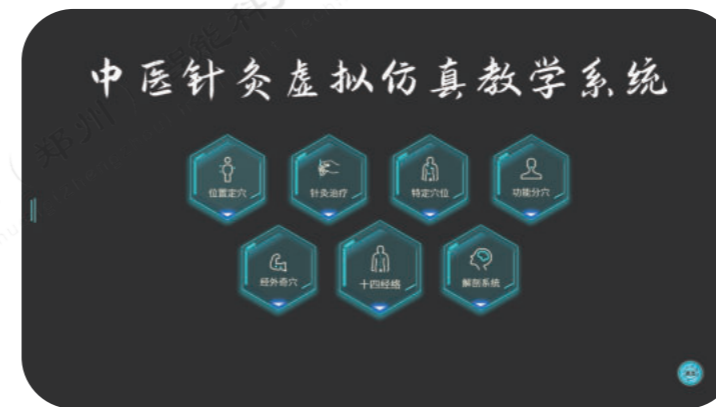 中医针灸虚拟仿真教学系统
位置定穴
针灸治疗
特定穴位
功能分穴
经外奇穴
十四经络
解剖系统